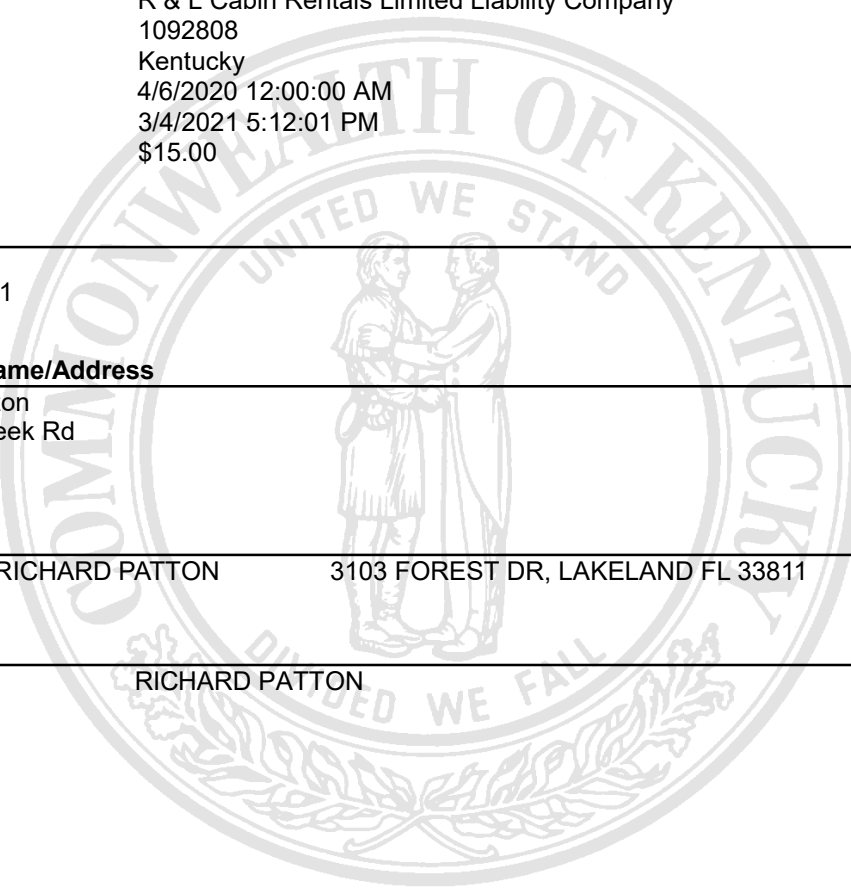 R & L Cabin Rentals Limited Liability Company
1092808
Kentucky
4/6/2020 12:00:00 AM
3/4/2021 5:12:01 PM
$15.00
1
ame/Address
on
eek Rd
RICHARD PATTON 3103 FOREST DR, LAKELAND FL 33811
RICHARD PATTON
COMMONWEALTH OF KENTUCKY
UNITED WE STAND
DIVIDED WE FALL